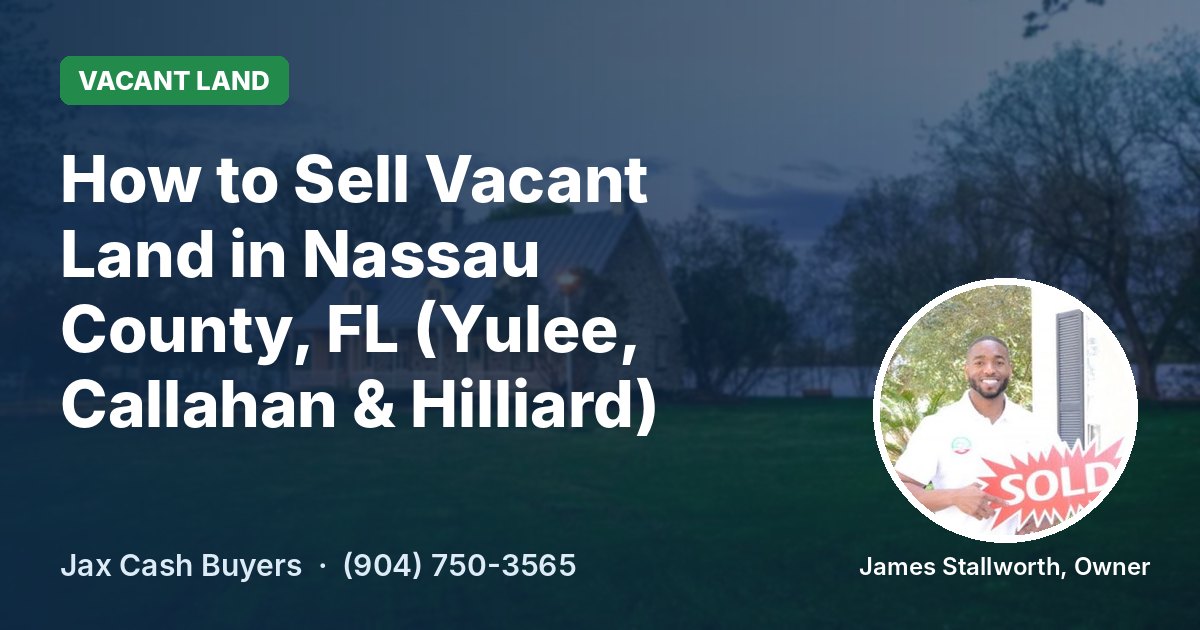 VACANT LAND
How to Sell Vacant
Land in Nassau
County, FL (Yulee,
Callahan & Hilliard)
SOLD
Jax Cash Buyers · (904) 750-3565
James Stallworth, Owner